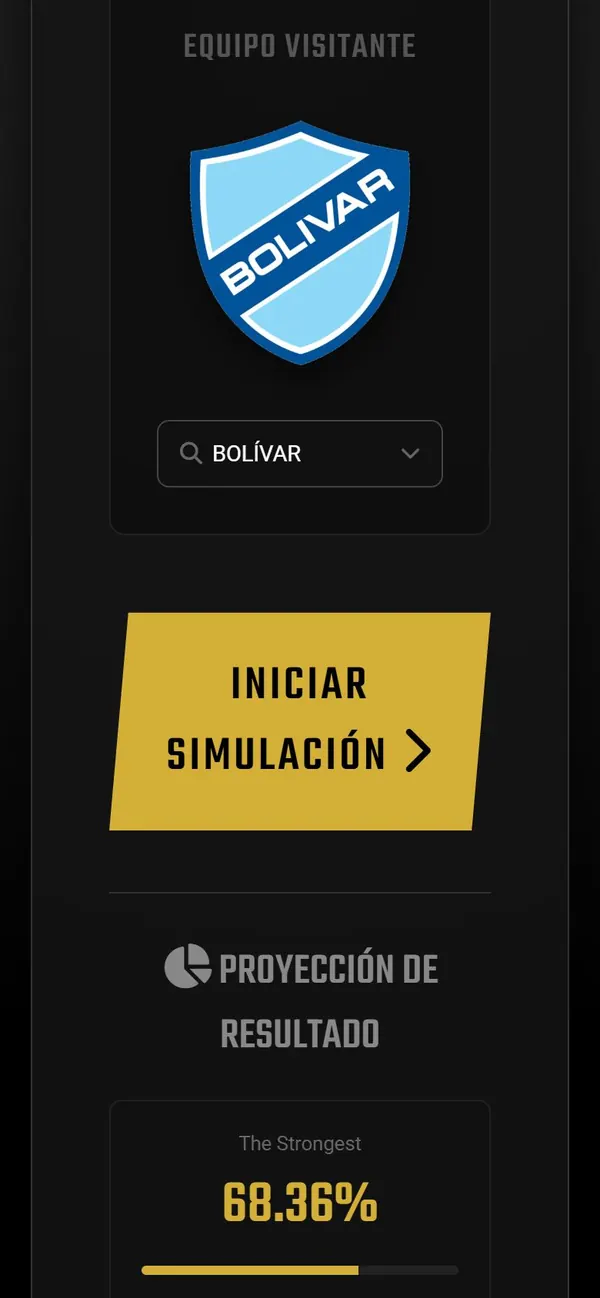 EQUIPO VISITANTE
BOLIVAR
BOLÍVAR
INICIAR
SIMULACIÓN
PROYECCIÓN DE
RESULTADO
The Strongest
68.36%